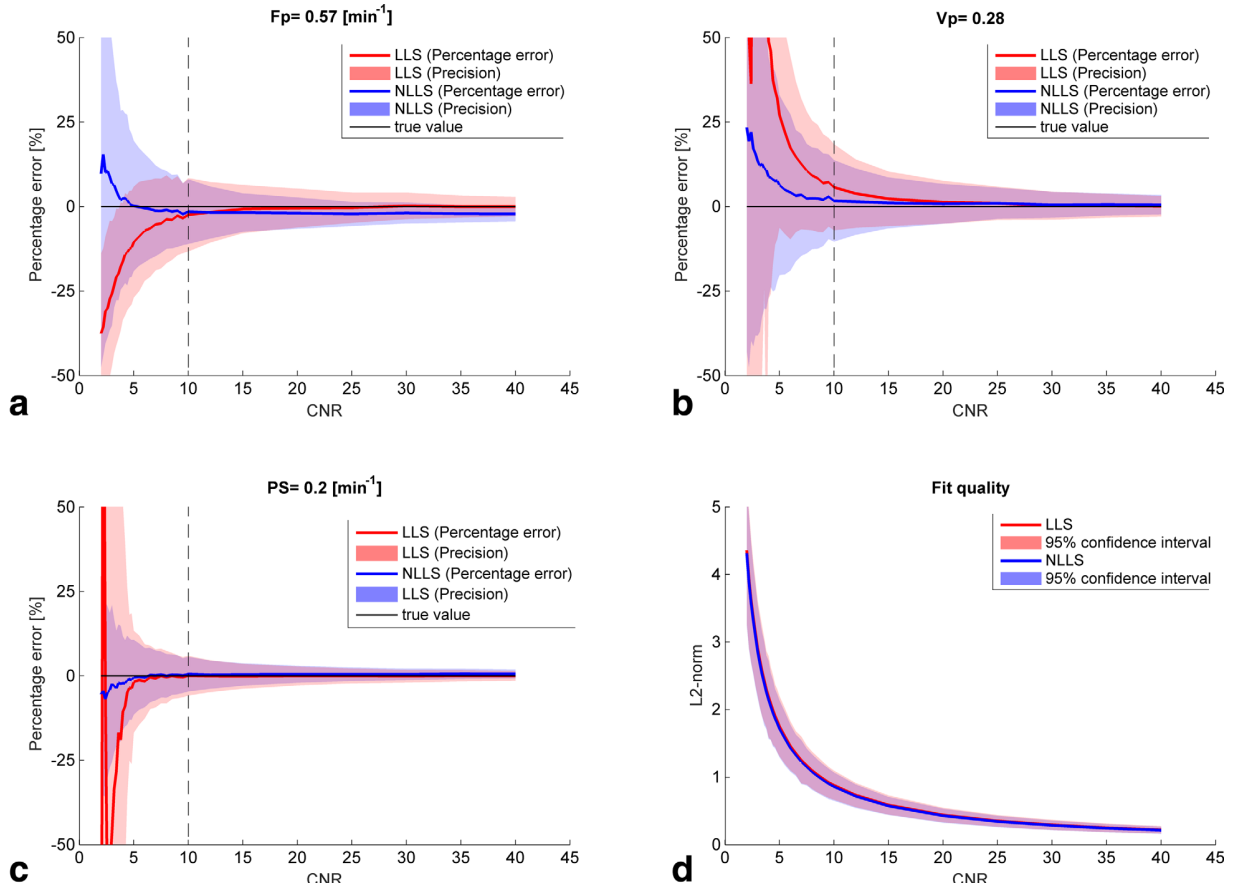 Fp= 0.57 [min⁻¹]
50
25
0
-25
-50
Percentage error [%]
LLS (Percentage error)
LLS (Precision)
NLLS (Percentage error)
NLLS (Precision)
true value
0 5 10 15 20 25 30 35 40 45
CNR
a
Vp= 0.28
50
25
0
-25
-50
Percentage error [%]
LLS (Percentage error)
LLS (Precision)
NLLS (Percentage error)
NLLS (Precision)
true value
0 5 10 15 20 25 30 35 40 45
CNR
b
PS= 0.2 [min⁻¹]
50
25
0
-25
-50
Percentage error [%]
LLS (Percentage error)
LLS (Precision)
NLLS (Percentage error)
LLS (Precision)
true value
0 5 10 15 20 25 30 35 40 45
CNR
c
Fit quality
5
4
3
2
1
0
L2-norm
LLS
95% confidence interval
NLLS
95% confidence interval
0 5 10 15 20 25 30 35 40 45
CNR
d